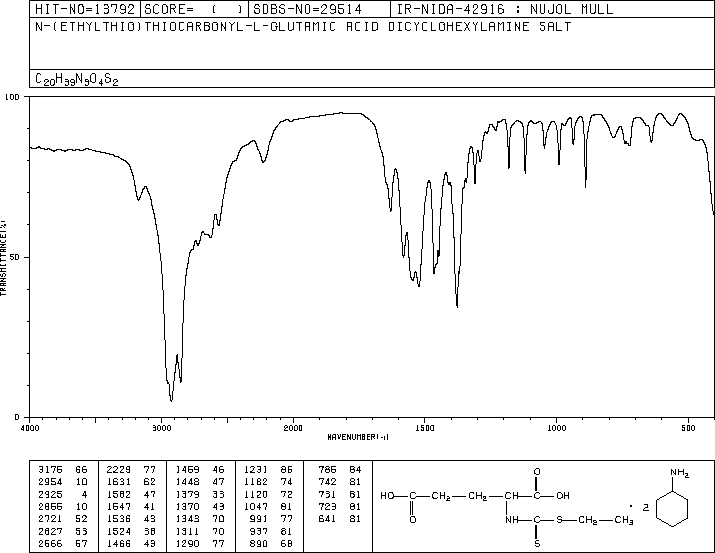 HIT-NO=13792 SCORE= (  ) SDBS-NO=29514 IR-NIDA-42916 : NUJOL MULL
N-(ETHYLTHIO)THIOCARBONYL-L-GLUTAMIC ACID DICYCLOHEXYLAMINE SALT
C20H39N3O4S2
100
50
0
TRANSMITTANCE(%)
4000 3000 2000 1500 1000 500
WAVENUMBER(-1)
3175 66 2229 77 1459 46 1231 86 785 84
2954 10 1631 62 1448 47 1182 74 742 81
2925 4 1582 47 1379 33 1120 72 731 81
2855 10 1547 41 1370 49 1047 81 723 81
2721 52 1536 43 1343 70 991 77 641 81
2627 53 1524 38 1311 70 937 81
2566 57 1466 43 1290 77 890 68
O NH2
HO C CH2 CH2 CH C OH
O
NH C S CH2 CH3 · 2
S